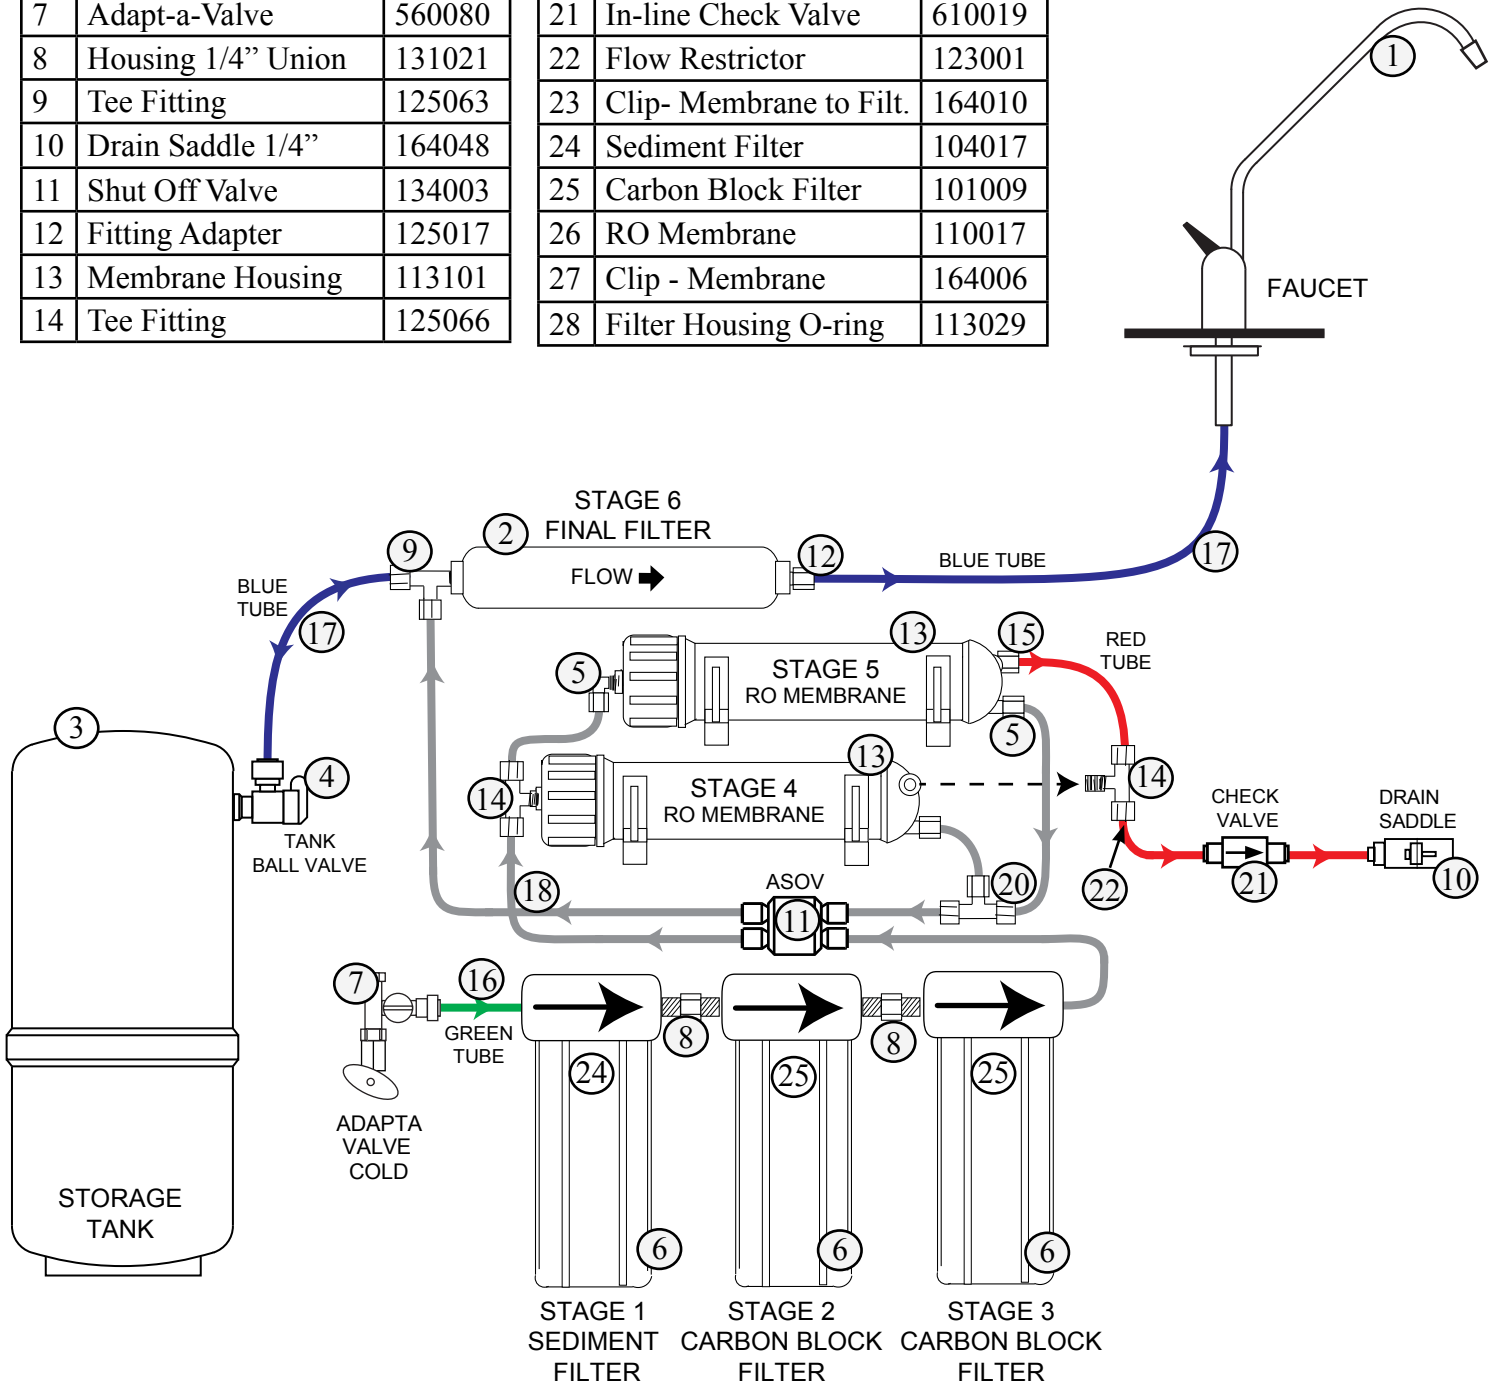 7 Adapt-a-Valve 560080
8 Housing 1/4” Union 131021
9 Tee Fitting 125063
10 Drain Saddle 1/4” 164048
11 Shut Off Valve 134003
12 Fitting Adapter 125017
13 Membrane Housing 113101
14 Tee Fitting 125066
21 In-line Check Valve 610019
22 Flow Restrictor 123001
23 Clip- Membrane to Filt. 164010
24 Sediment Filter 104017
25 Carbon Block Filter 101009
26 RO Membrane 110017
27 Clip - Membrane 164006
28 Filter Housing O-ring 113029
1
FAUCET
STAGE 6
FINAL FILTER
2
9
FLOW
12
BLUE TUBE
17
BLUE
TUBE
17
13
15
RED
TUBE
5
STAGE 5
RO MEMBRANE
5
3
4
TANK
BALL VALVE
13
14
STAGE 4
RO MEMBRANE
14
CHECK
VALVE
DRAIN
SADDLE
22
21
10
18
ASOV
11
20
7
16
GREEN
TUBE
8
8
24
25
25
ADAPTA
VALVE
COLD
STORAGE
TANK
6
6
6
STAGE 1
SEDIMENT
FILTER
STAGE 2
CARBON BLOCK
FILTER
STAGE 3
CARBON BLOCK
FILTER